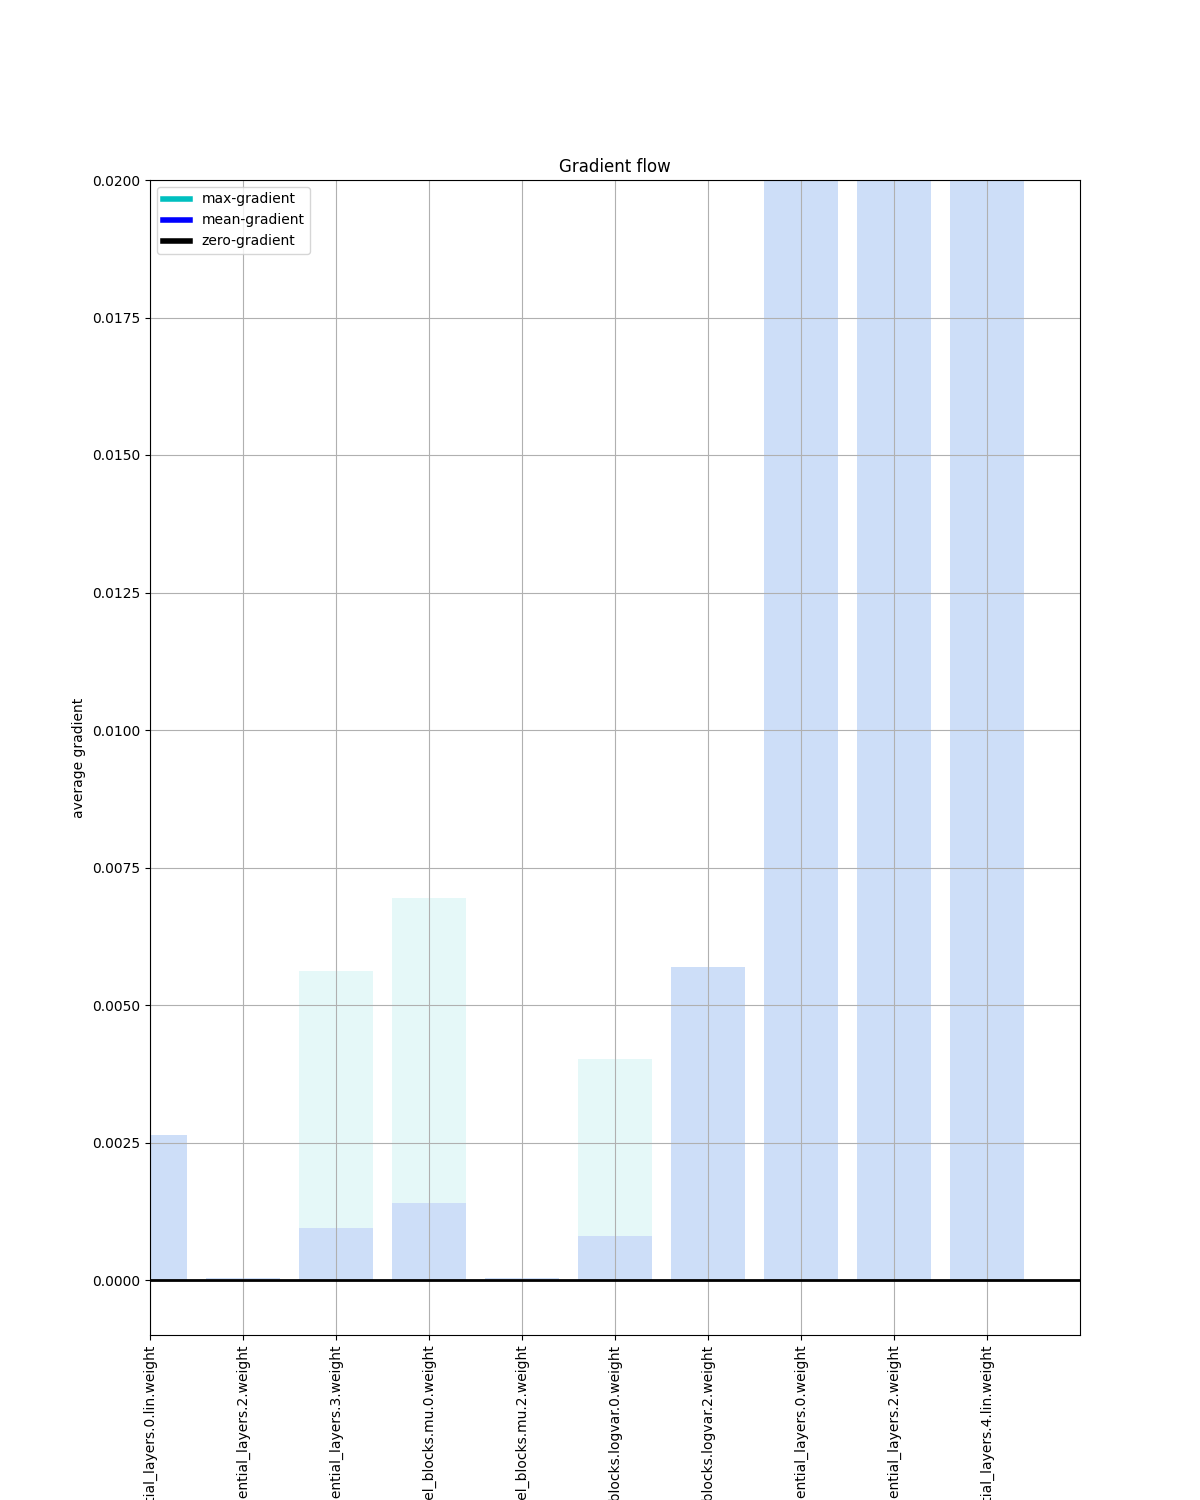 Gradient flow
max-gradient
mean-gradient
zero-gradient
0.0200
0.0175
0.0150
0.0125
0.0100
0.0075
0.0050
0.0025
0.0000
average gradient
tial_layers.0.lin.weight
ential_layers.2.weight
ential_layers.3.weight
el_blocks.mu.0.weight
el_blocks.mu.2.weight
blocks.logvar.0.weight
blocks.logvar.2.weight
ential_layers.0.weight
ential_layers.2.weight
tial_layers.4.lin.weight